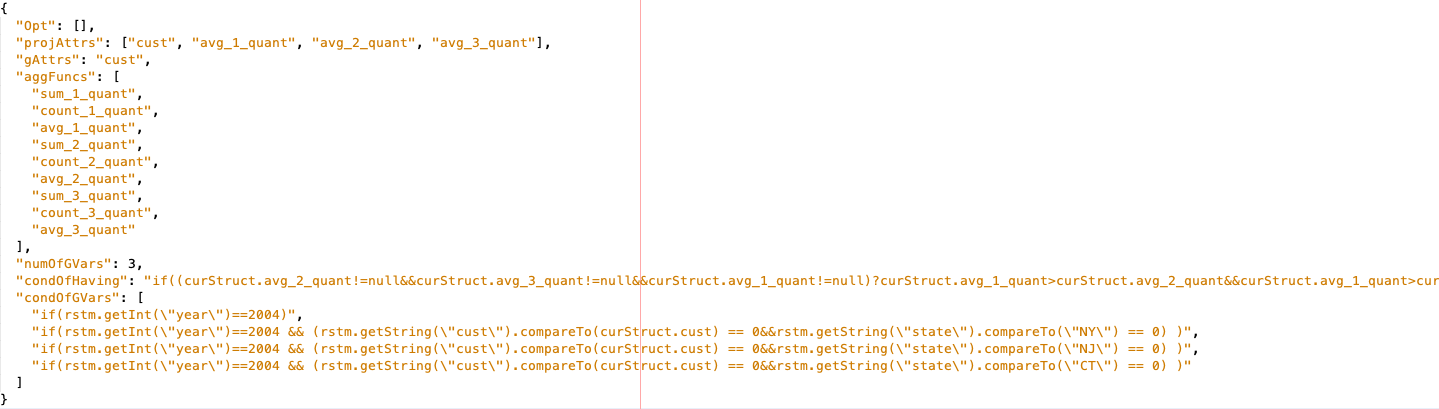 {
  "Opt": [],
  "projAttrs": ["cust", "avg_1_quant", "avg_2_quant", "avg_3_quant"],
  "gAttrs": "cust",
  "aggFuncs": [
    "sum_1_quant",
    "count_1_quant",
    "avg_1_quant",
    "sum_2_quant",
    "count_2_quant",
    "avg_2_quant",
    "sum_3_quant",
    "count_3_quant",
    "avg_3_quant"
  ],
  "numOfGVars": 3,
  "condOfHaving": "if((curStruct.avg_2_quant!=null&&curStruct.avg_3_quant!=null&&curStruct.avg_1_quant!=null)?curStruct.avg_1_quant>curStruct.avg_2_quant&&curStruct.avg_1_quant>cur
  "condOfGVars": [
    "if(rstm.getInt(\"year\")==2004)",
    "if(rstm.getInt(\"year\")==2004 && (rstm.getString(\"cust\").compareTo(curStruct.cust) == 0&&rstm.getString(\"state\").compareTo(\"NY\") == 0) )",
    "if(rstm.getInt(\"year\")==2004 && (rstm.getString(\"cust\").compareTo(curStruct.cust) == 0&&rstm.getString(\"state\").compareTo(\"NJ\") == 0) )",
    "if(rstm.getInt(\"year\")==2004 && (rstm.getString(\"cust\").compareTo(curStruct.cust) == 0&&rstm.getString(\"state\").compareTo(\"CT\") == 0) )"
  ]
}